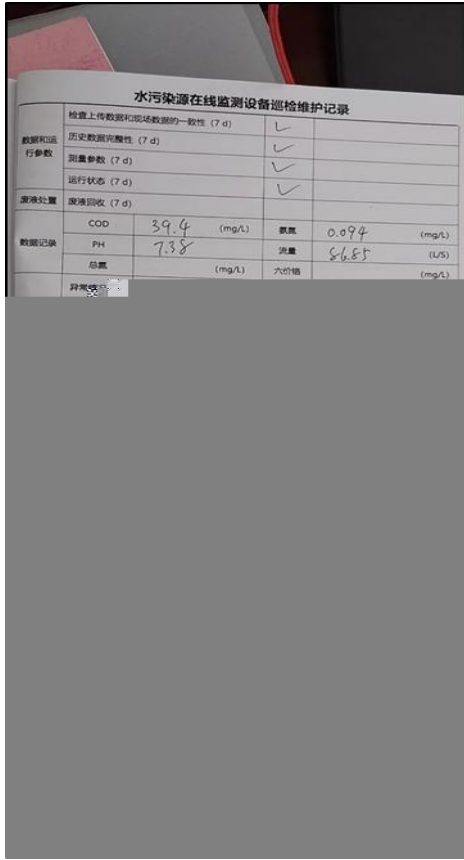 水污染源在线监测设备巡检维护记录
数据和运行参数 检查上传数据和现场数据的一致性 (7 d) ✓
历史数据完整性 (7 d) ✓
测量参数 (7 d) ✓
运行状态 (7 d) ✓
废液处置 废液回收 (7 d)
数据记录 COD 39.4 (mg/L) 氨氮 0.094 (mg/L)
PH 7.38 流量 86.85 (L/S)
总氮 (mg/L) 六价铬 (mg/L)
异常情